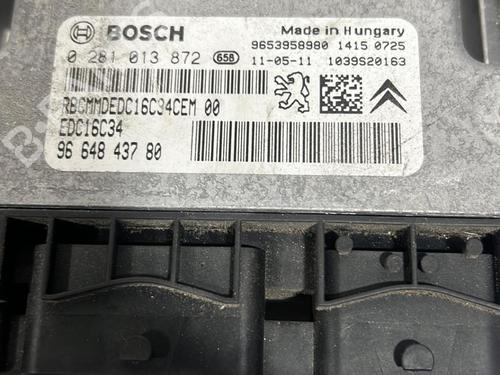 BOSCH
Made in Hungary
0 281 013 872 658
9653958980 1415 0725
11-05-11 1039S20163
RBGMMDEDC16C34CEM 00
EDC16C34
96 648 437 80